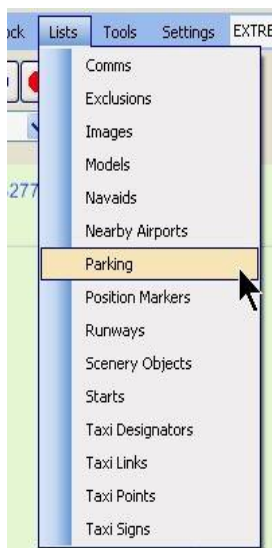 ock Lists Tools Settings EXTRE
Comms
Exclusions
Images
Models
277
Navaids
Nearby Airports
Parking
Position Markers
Runways
Scenery Objects
Starts
Taxi Designators
Taxi Links
Taxi Points
Taxi Signs